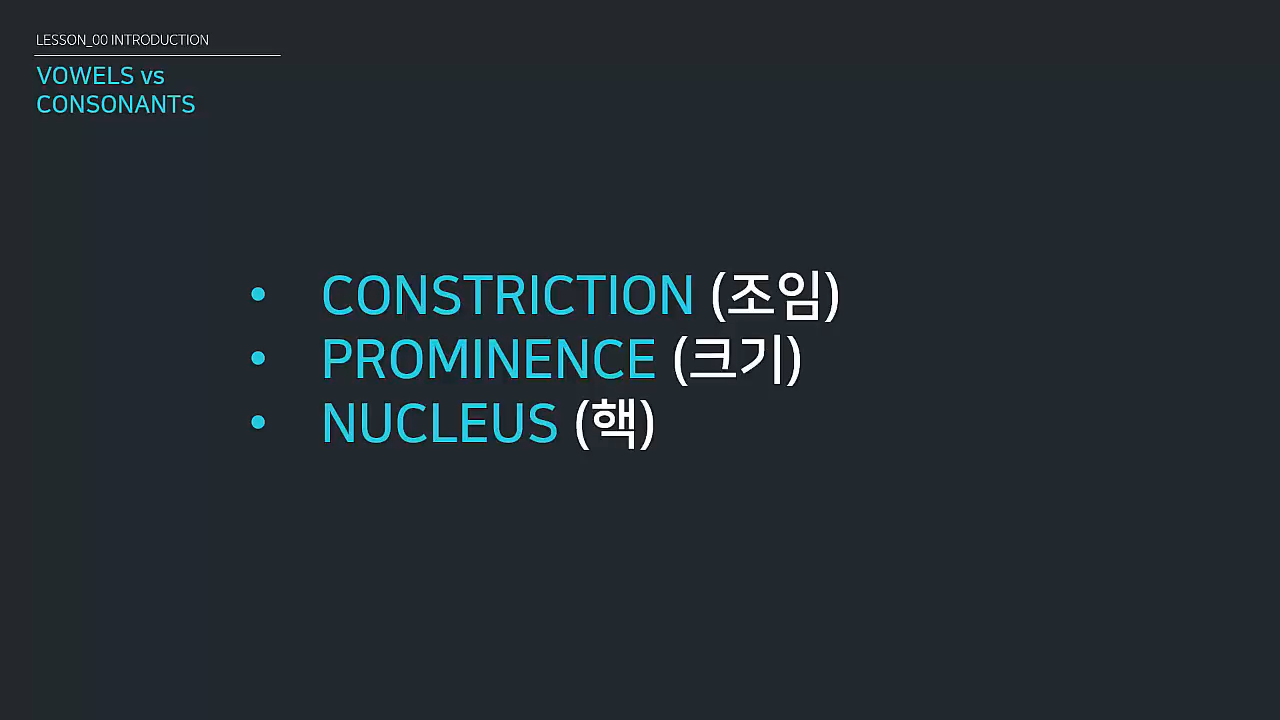 LESSON_00 INTRODUCTION
VOWELS vs
CONSONANTS
• CONSTRICTION (조임)
• PROMINENCE (크기)
• NUCLEUS (핵)